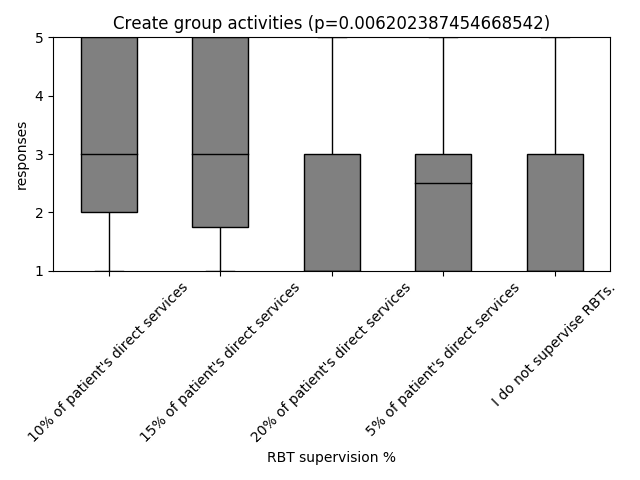 Create group activities (p=0.006202387454668542)
5
4
3
2
1
responses
10% of patient's direct services
15% of patient's direct services
20% of patient's direct services
5% of patient's direct services
I do not supervise RBTs.
RBT supervision %